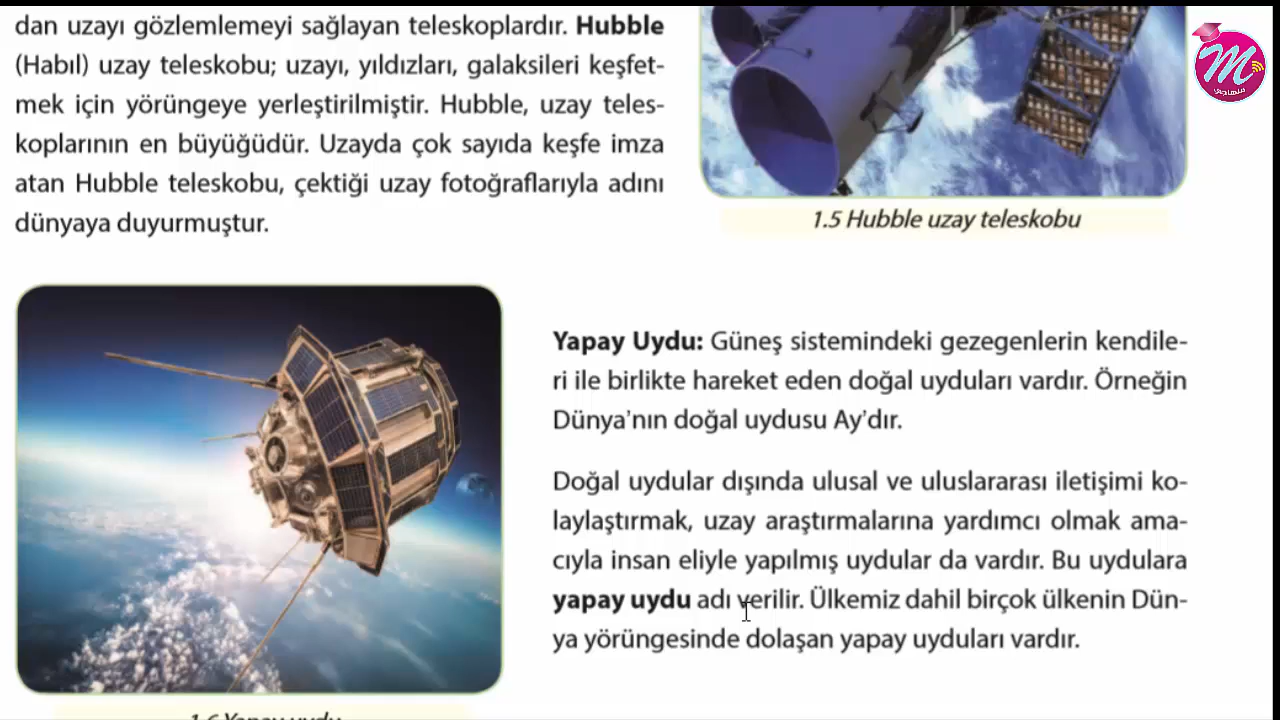 dan uzayı gözlemlemeyi sağlayan teleskoplardır. Hubble
(Habıl) uzay teleskobu; uzayı, yıldızları, galaksileri keşfet-
mek için yörüngeye yerleştirilmiştir. Hubble, uzay teles-
koplarının en büyüğüdür. Uzayda çok sayıda keşfe imza
atan Hubble teleskobu, çektiği uzay fotoğraflarıyla adını
dünyaya duyurmuştur.
M
منهاجي
1.5 Hubble uzay teleskobu
Yapay Uydu: Güneş sistemindeki gezegenlerin kendile-
ri ile birlikte hareket eden doğal uyduları vardır. Örneğin
Dünya’nın doğal uydusu Ay’dır.
Doğal uydular dışında ulusal ve uluslararası iletişimi ko-
laylaştırmak, uzay araştırmalarına yardımcı olmak ama-
cıyla insan eliyle yapılmış uydular da vardır. Bu uydulara
yapay uydu adı verilir. Ülkemiz dahil birçok ülkenin Dün-
ya yörüngesinde dolaşan yapay uyduları vardır.
1.6 Yapay uydu